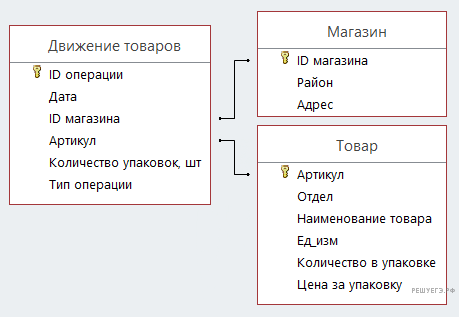 Движение товаров
ID операции
Дата
ID магазина
Артикул
Количество упаковок, шт
Тип операции
Магазин
ID магазина
Район
Адрес
Товар
Артикул
Отдел
Наименование товара
Ед_изм
Количество в упаковке
Цена за упаковку
РЕШУЕГЭ.РФ